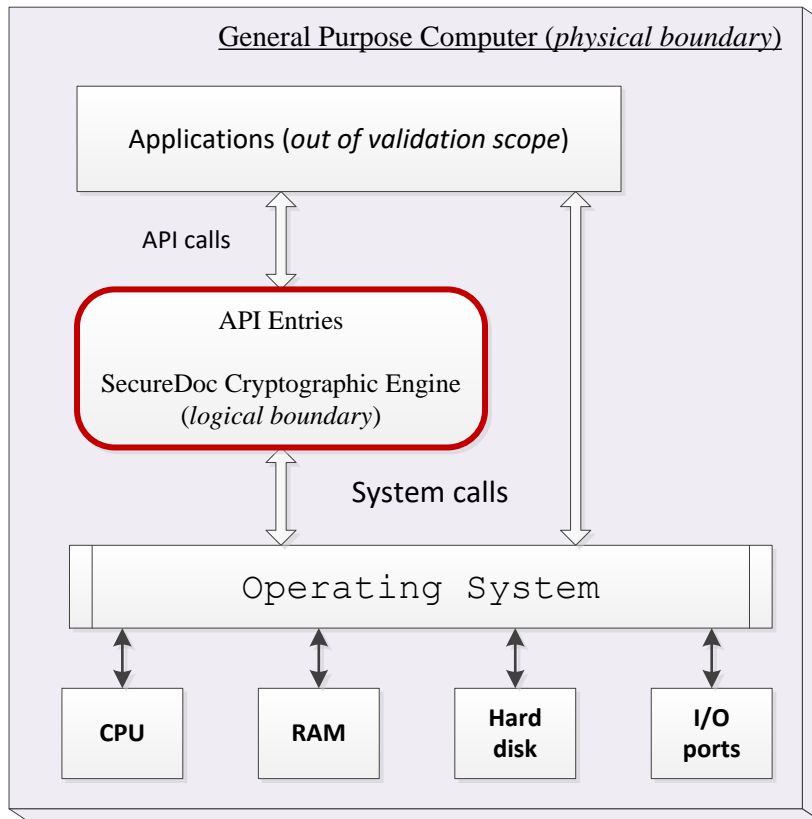 General Purpose Computer (physical boundary)
Applications (out of validation scope)
API calls
API Entries
SecureDoc Cryptographic Engine
(logical boundary)
System calls
Operating System
CPU
RAM
Hard
disk
I/O
ports